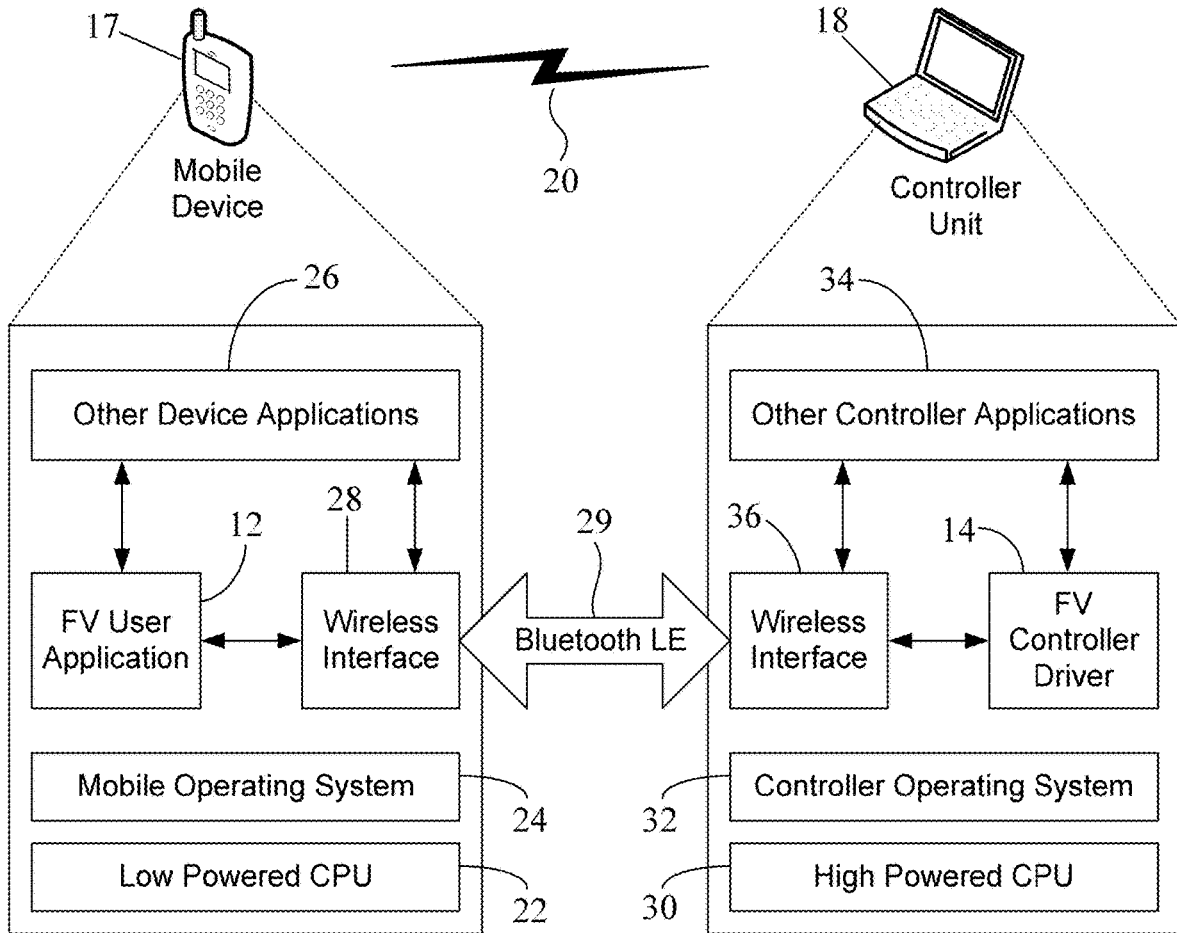 17
18
20
Mobile
Device
Controller
Unit
26
34
Other Device Applications
Other Controller Applications
12
28
29
36
14
FV User
Application
Wireless
Interface
Bluetooth LE
Wireless
Interface
FV
Controller
Driver
Mobile Operating System
24
32
Controller Operating System
Low Powered CPU
22
30
High Powered CPU